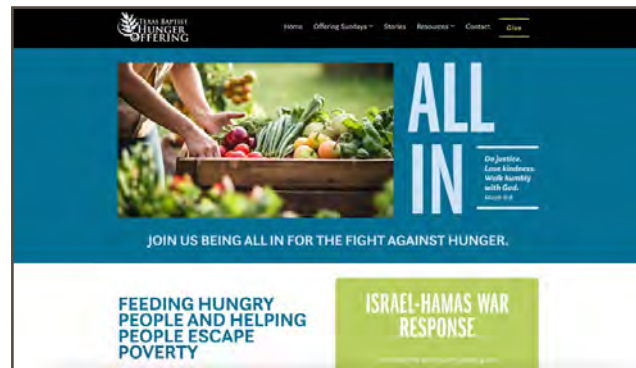 TEXAS BAPTIST
HUNGER
OFFERING
Home Offering Sundays Stories Resources Contact Give
ALL
IN
Do justice.
Love kindness.
Walk humbly
with God.
Micah 6:8
JOIN US BEING ALL IN FOR THE FIGHT AGAINST HUNGER.
FEEDING HUNGRY
PEOPLE AND HELPING
PEOPLE ESCAPE
POVERTY
ISRAEL-HAMAS WAR
RESPONSE